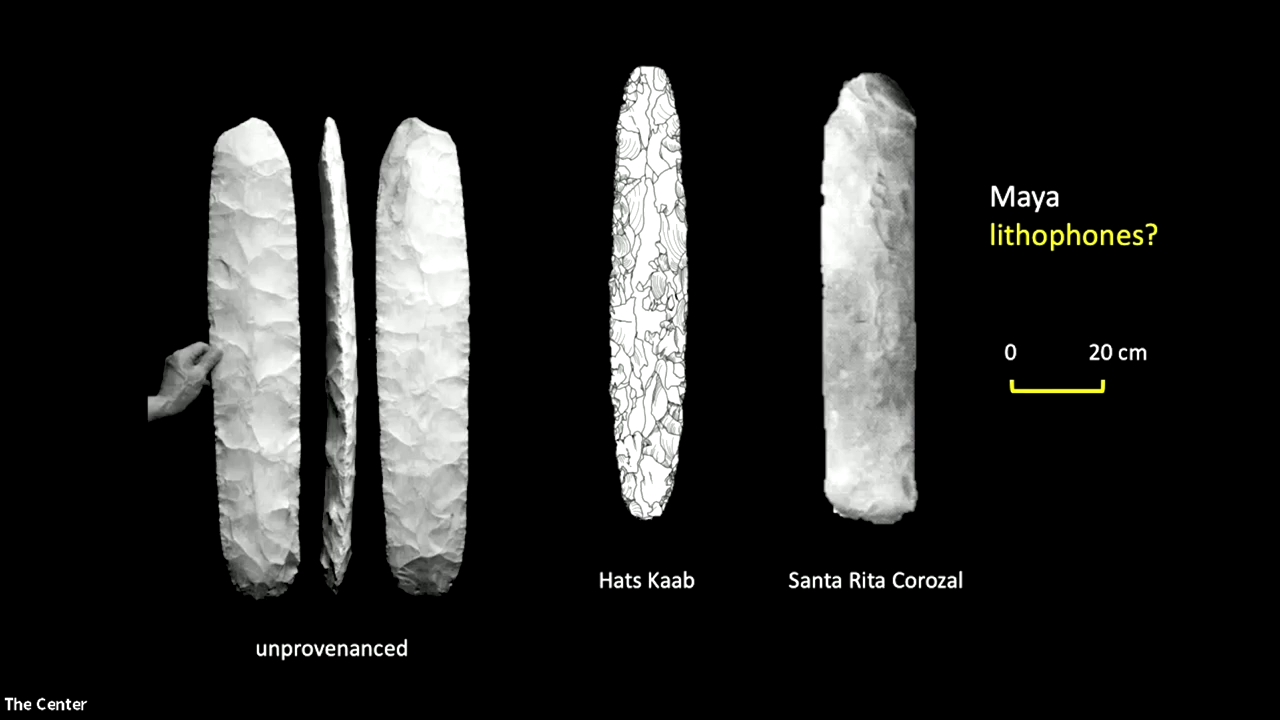 Maya
lithophones?
0 20 cm
Hats Kaab
Santa Rita Corozal
unprovenanced
The Center